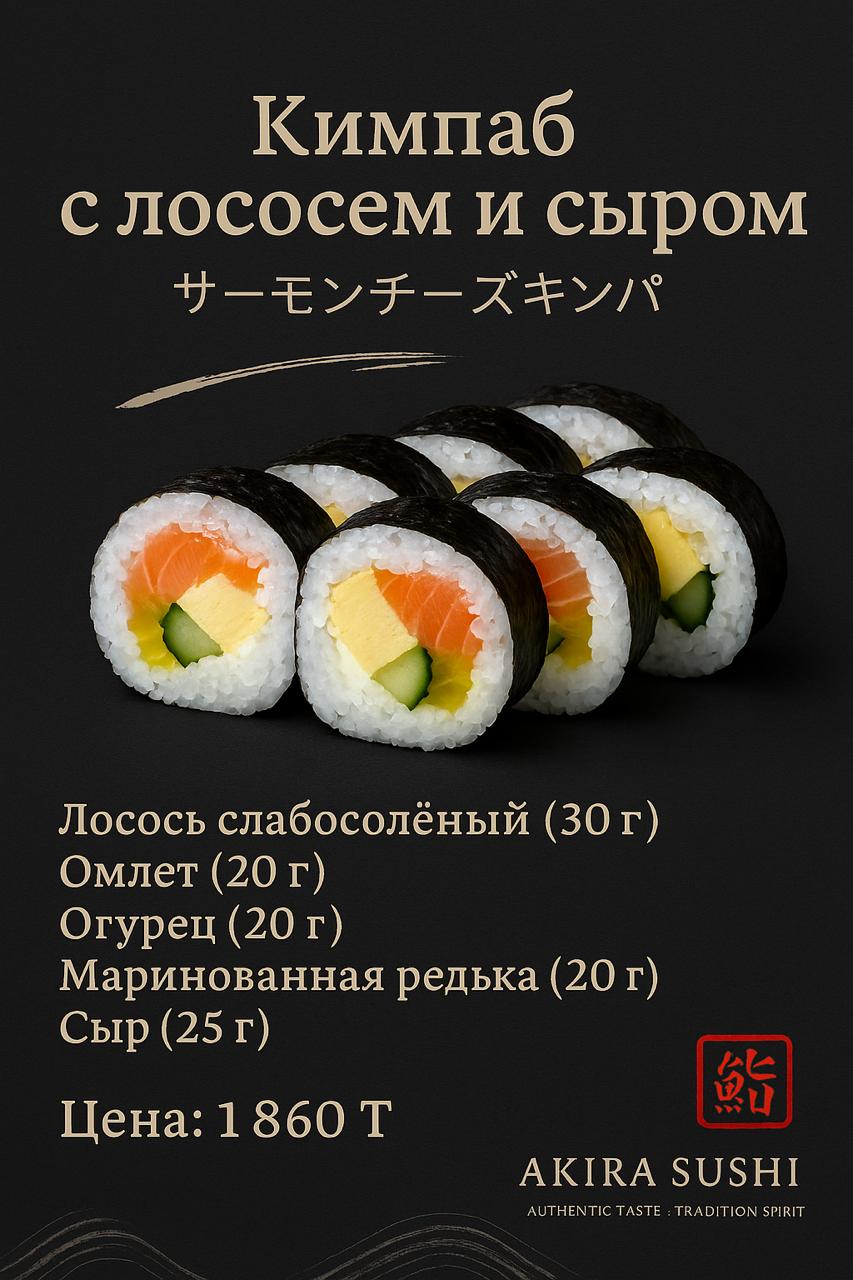 Кимпаб
с лососем и сыром
サーモンチーズキンパ
Лосось слабосолёный (30 г)
Омлет (20 г)
Огурец (20 г)
Маринованная редька (20 г)
Сыр (25 г)
Цена: 1 860 Т
鮨
AKIRA SUSHI
AUTHENTIC TASTE : TRADITION SPIRIT